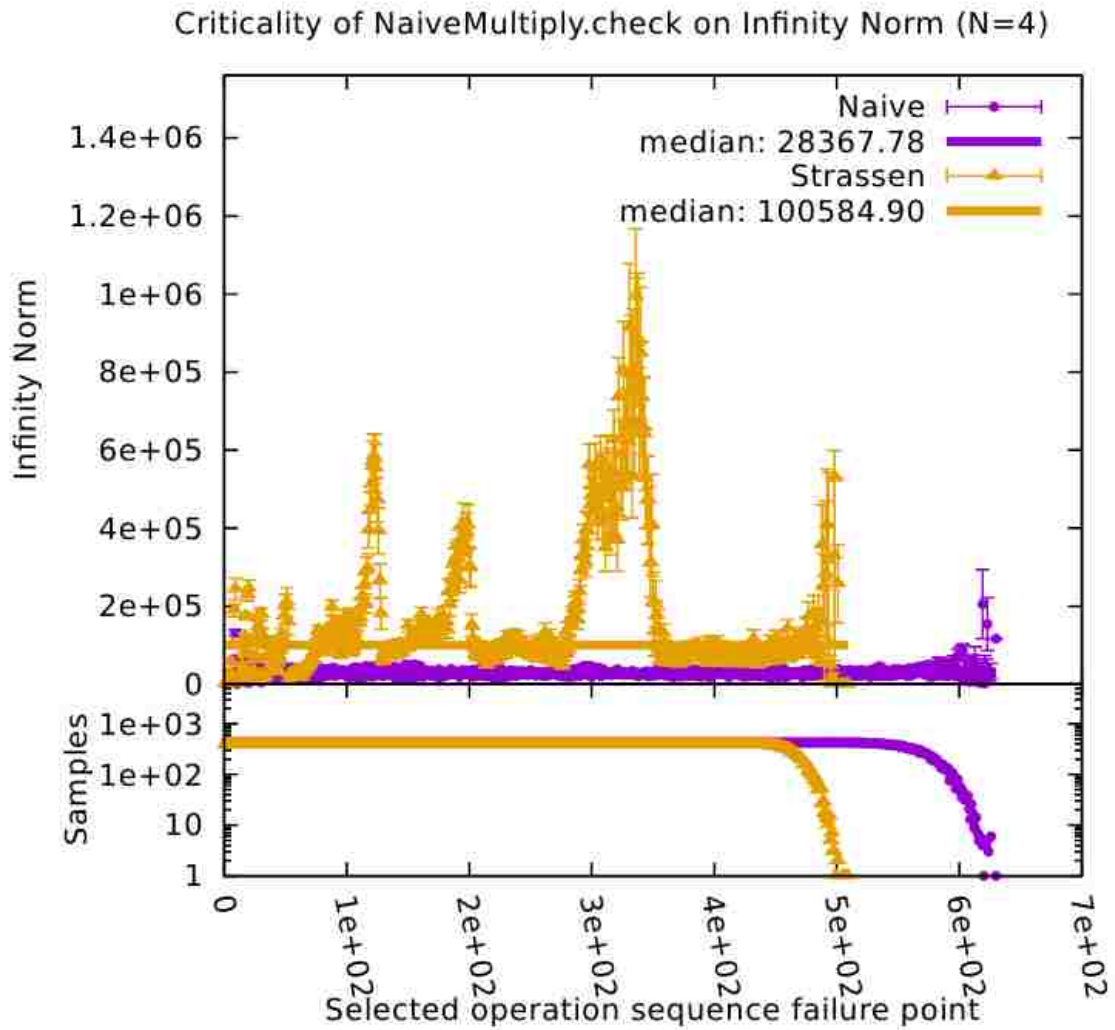 Criticality of NaiveMultiply.check on Infinity Norm (N=4)
Naive
median: 28367.78
Strassen
median: 100584.90
Infinity Norm
1.4e+06
1.2e+06
1e+06
8e+05
6e+05
4e+05
2e+05
0
Samples
1e+03
1e+02
10
1
0
1e+02
2e+02
3e+02
4e+02
5e+02
6e+02
7e+02
Selected operation sequence failure point